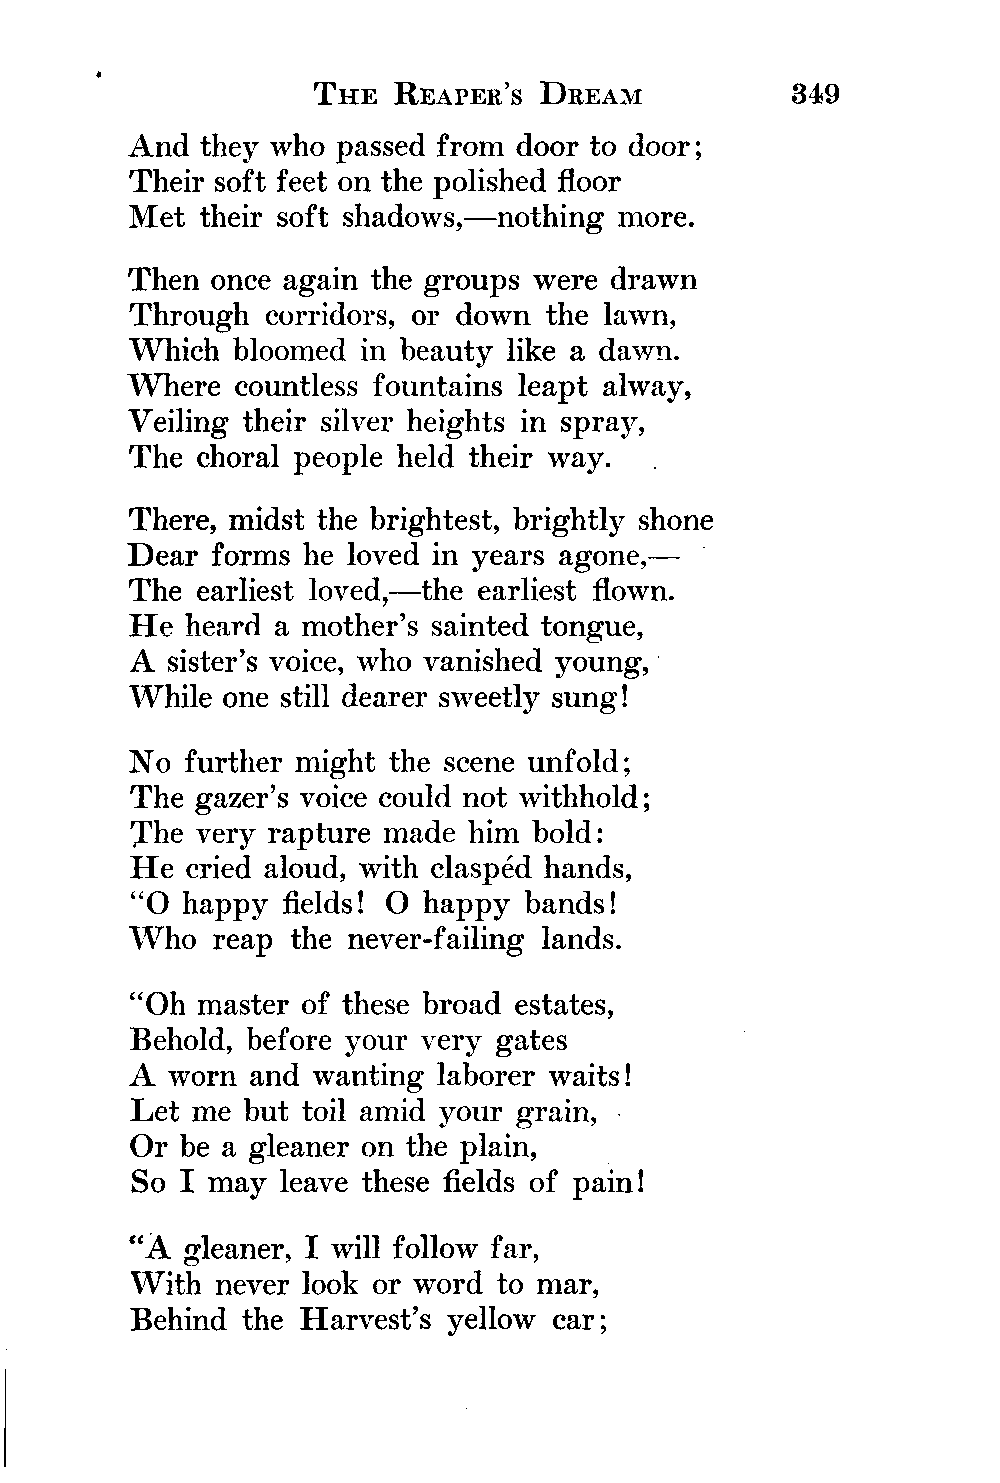 THE REAPER'S DREAM 349
And they who passed from door to door;
Their soft feet on the polished floor
Met their soft shadows,—nothing more.

Then once again the groups were drawn
Through corridors, or down the lawn,
Which bloomed in beauty like a dawn.
Where countless fountains leapt alway,
Veiling their silver heights in spray,
The choral people held their way.

There, midst the brightest, brightly shone
Dear forms he loved in years agone,—
The earliest loved,—the earliest flown.
He heard a mother's sainted tongue,
A sister's voice, who vanished young,
While one still dearer sweetly sung!

No further might the scene unfold;
The gazer's voice could not withhold;
The very rapture made him bold:
He cried aloud, with claspéd hands,
"O happy fields! O happy bands!
Who reap the never-failing lands.

"Oh master of these broad estates,
Behold, before your very gates
A worn and wanting laborer waits!
Let me but toil amid your grain,
Or be a gleaner on the plain,
So I may leave these fields of pain!

"A gleaner, I will follow far,
With never look or word to mar,
Behind the Harvest's yellow car;